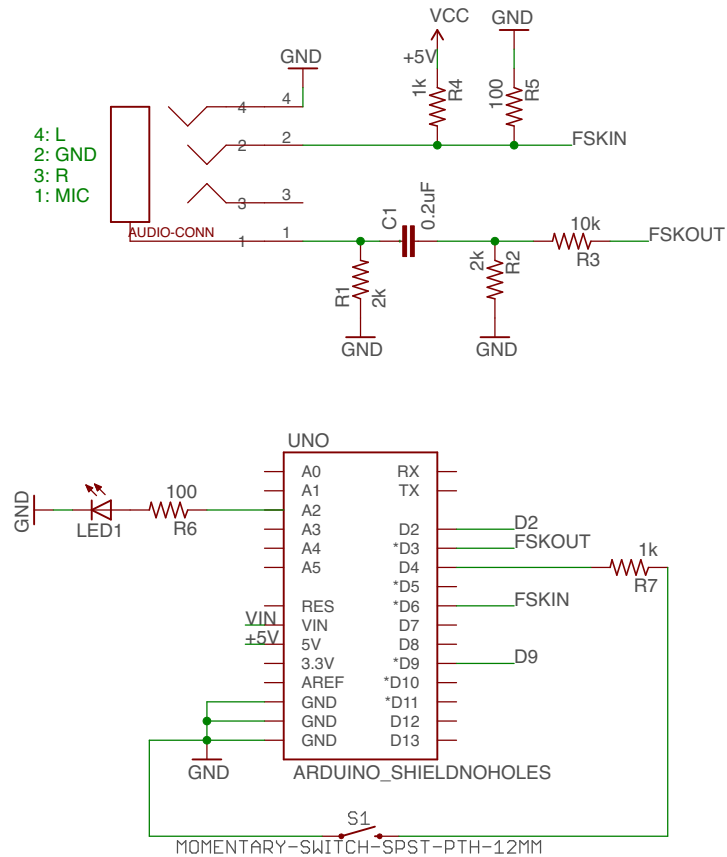 VCC
GND
GND
+5V
1k
R4
100
R5
4
4
2
2
FSKIN
4: L
2: GND
3: R
1: MIC
3
3
AUDIO-CONN
1
1
C1
0.2uF
10k
R3
FSKOUT
R1
2k
2k
R2
GND
GND
UNO
A0
RX
A1
TX
GND
LED1
100
R6
A2
A3
D2
D2
A4
*D3
FSKOUT
A5
D4
1k
R7
*D5
RES
*D6
FSKIN
VIN
VIN
D7
+5V
5V
D8
3.3V
*D9
D9
AREF
*D10
GND
*D11
GND
D12
GND
D13
GND
ARDUINO_SHIELDNOHOLES
S1
MOMENTARY-SWITCH-SPST-PTH-12MM